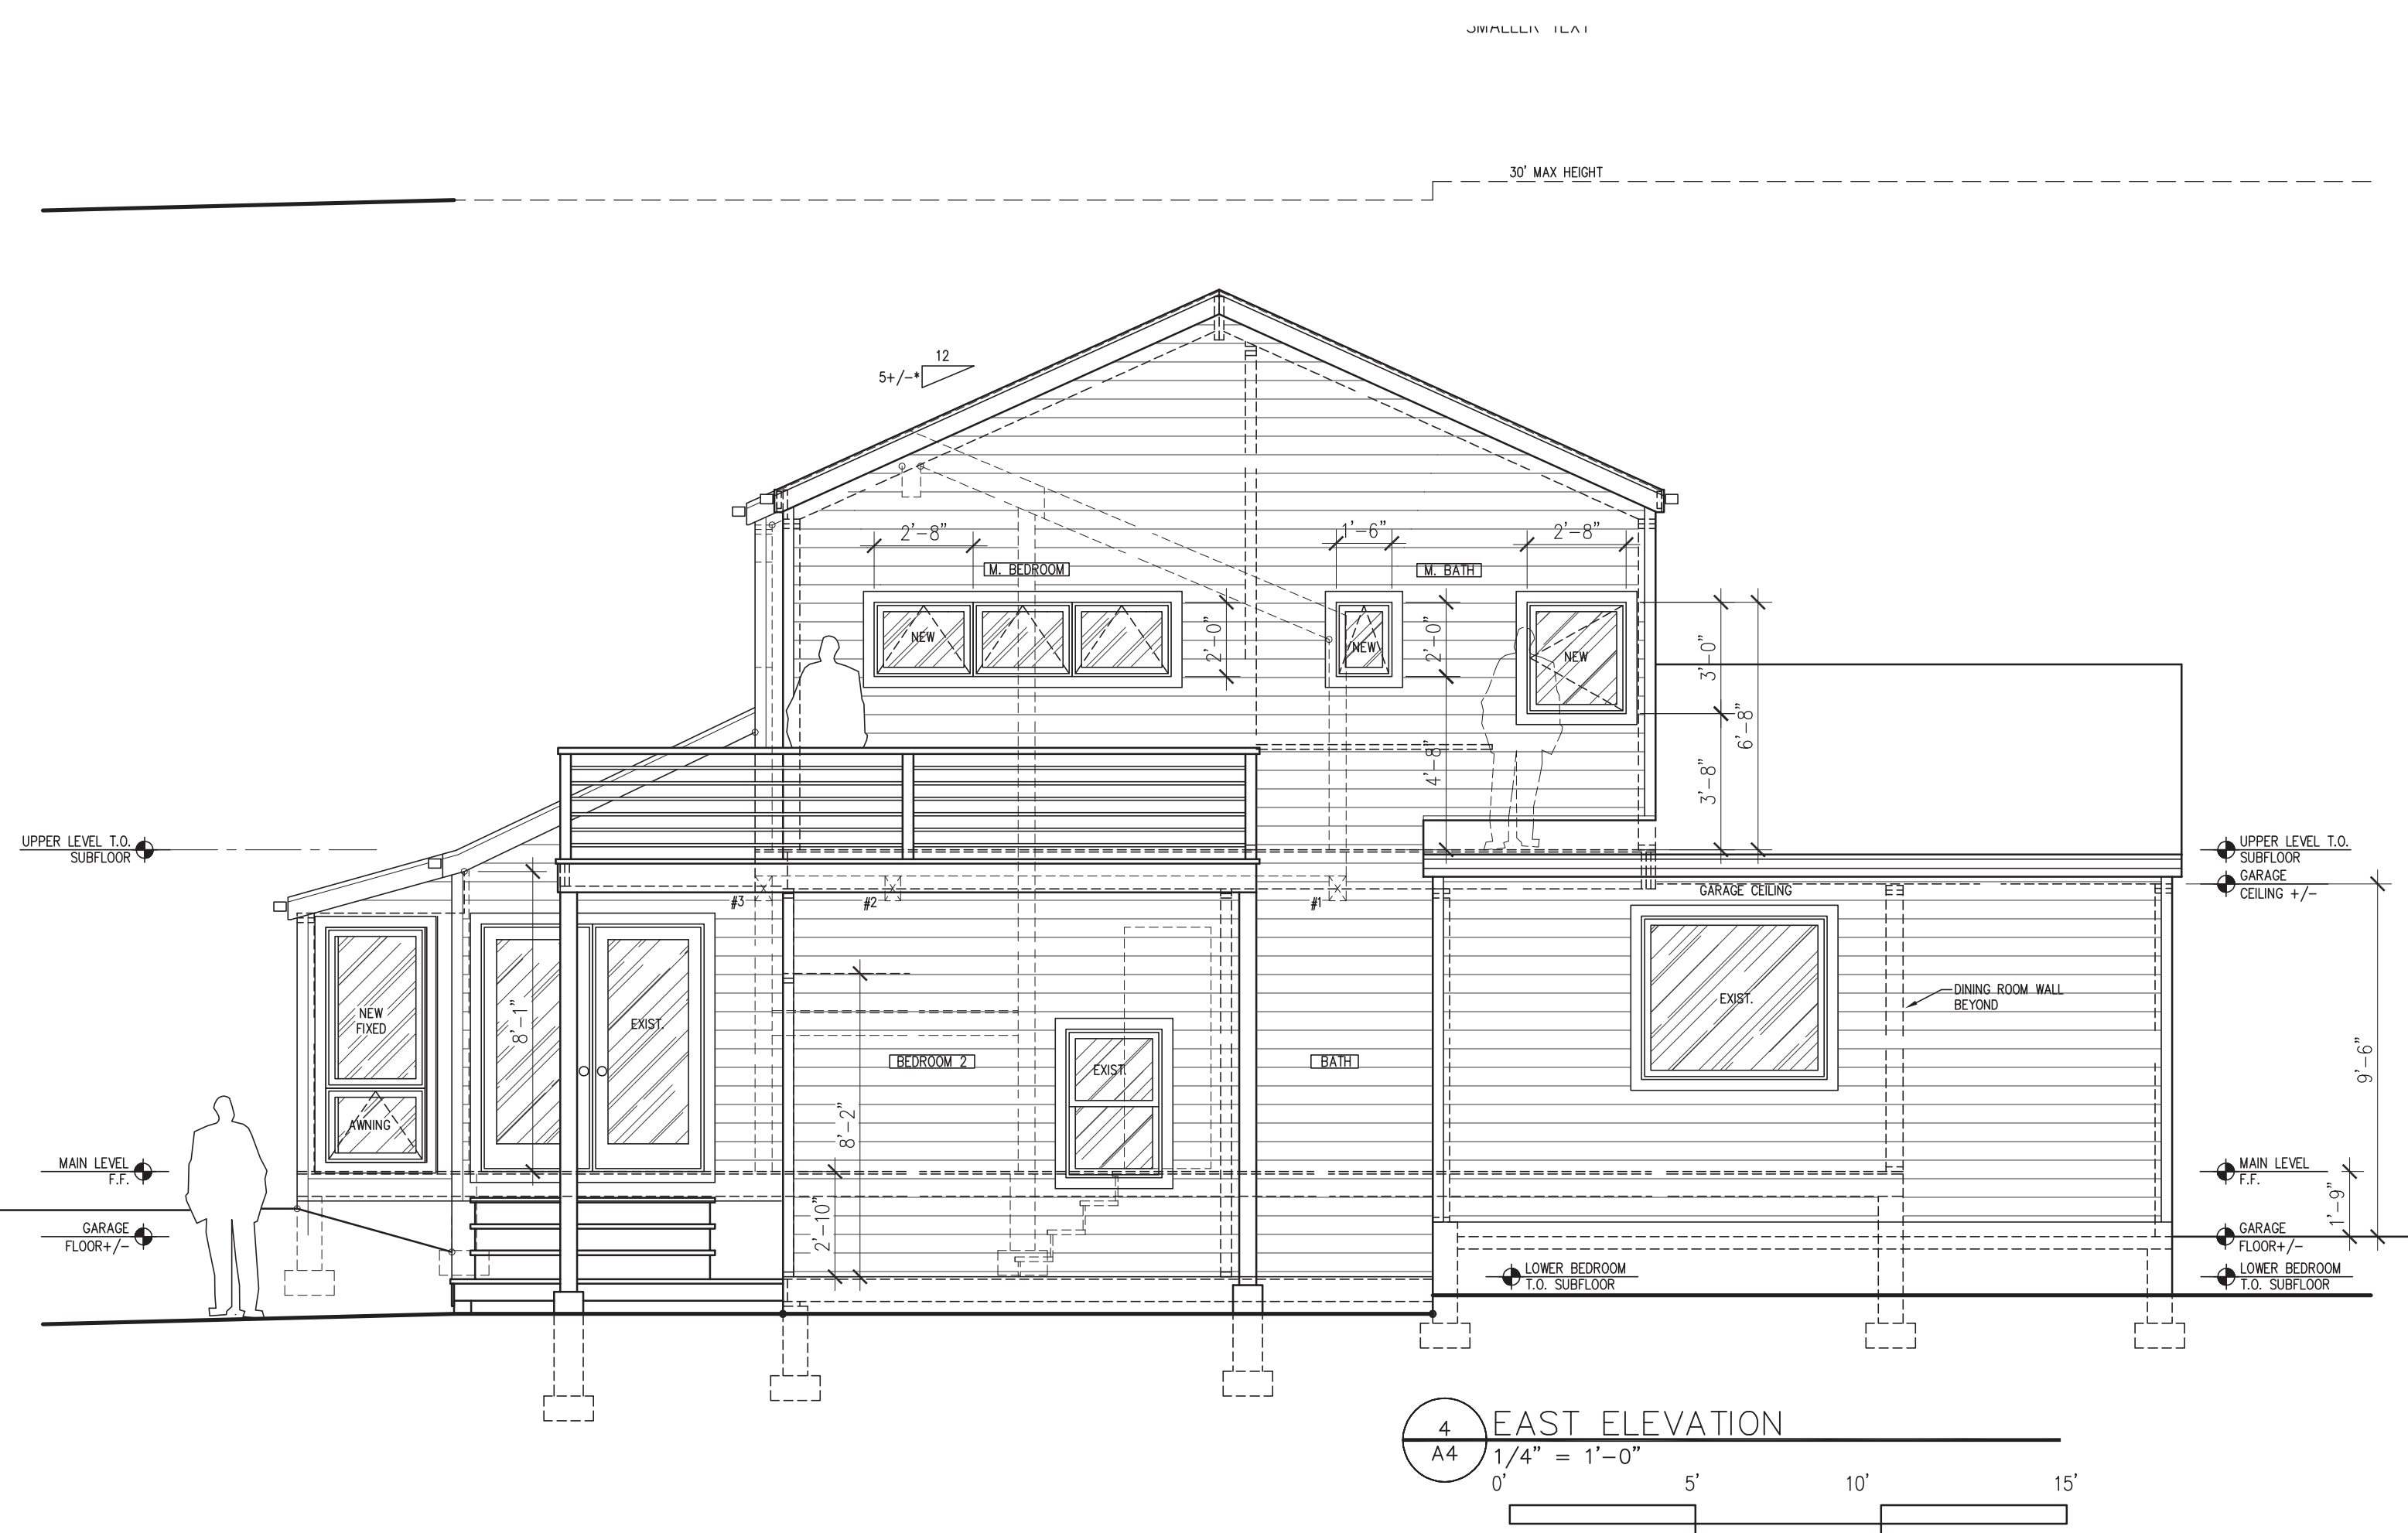 SMALLER TEXT
30' MAX HEIGHT
12
5+/-*
2'-8"
1'-6"
2'-8"
M. BEDROOM
M. BATH
NEW
2'-0"
NEW
2'-0"
NEW
3'-0"
6'-8"
4'-8"
3'-8"
UPPER LEVEL T.O.
SUBFLOOR
UPPER LEVEL T.O.
SUBFLOOR
GARAGE
CEILING +/-
GARAGE CEILING
#3
#2
#1
NEW
FIXED
8'-1"
EXIST.
EXIST.
DINING ROOM WALL
BEYOND
BEDROOM 2
EXIST.
BATH
9'-6"
AWNING
8'-2"
MAIN LEVEL
F.F.
MAIN LEVEL
F.F.
2'-10"
1'-9"
GARAGE
FLOOR+/-
GARAGE
FLOOR+/-
LOWER BEDROOM
T.O. SUBFLOOR
LOWER BEDROOM
T.O. SUBFLOOR
4
A4
EAST ELEVATION
1/4" = 1'-0"
0' 5' 10' 15'